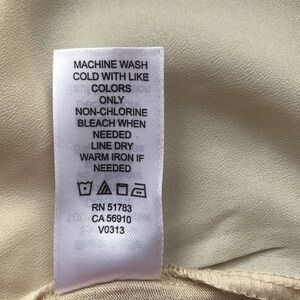 MACHINE WASH
COLD WITH LIKE
COLORS
ONLY
NON-CHLORINE
BLEACH WHEN
NEEDED
LINE DRY
WARM IRON IF
NEEDED
RN 51783
CA 56910
V0313